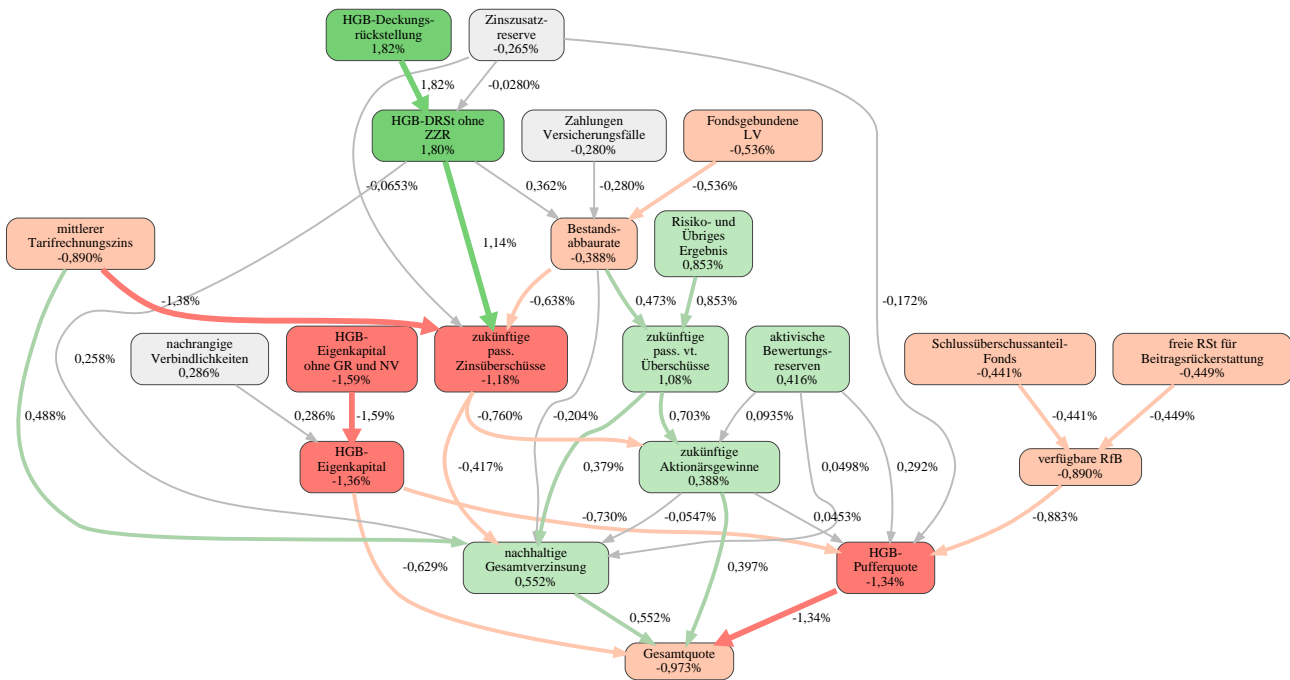 HGB-Deckungs-
rückstellung
1,82%
Zinszusatz-
reserve
-0,265%
1,82%
-0,0280%
HGB-DRSt ohne
ZZR
1,80%
Zahlungen
Versicherungsfälle
-0,280%
Fondsgebundene
LV
-0,536%
-0,0653%
0,362%
-0,280%
-0,536%
mittlerer
Tarifrechnungszins
-0,890%
Bestands-
abbaurate
-0,388%
Risiko- und
Übriges
Ergebnis
0,853%
1,14%
-1,38%
-0,638%
0,473%
0,853%
-0,172%
nachrangige
Verbindlichkeiten
0,286%
HGB-
Eigenkapital
ohne GR und NV
-1,59%
zukünftige
pass.
Zinsüberschüsse
-1,18%
zukünftige
pass. vt.
Überschüsse
1,08%
aktivische
Bewertungs-
reserven
0,416%
Schlussüberschussanteil-
Fonds
-0,441%
freie RSt für
Beitragsrückerstattung
-0,449%
0,258%
0,488%
0,286%
-1,59%
-0,760%
-0,204%
0,703%
0,0935%
-0,441%
-0,449%
HGB-
Eigenkapital
-1,36%
-0,417%
0,379%
zukünftige
Aktionärsgewinne
0,388%
0,0498%
0,292%
verfügbare RfB
-0,890%
-0,730%
-0,0547%
0,0453%
-0,883%
nachhaltige
Gesamtverzinsung
0,552%
HGB-
Pufferquote
-1,34%
-0,629%
0,397%
0,552%
-1,34%
Gesamtquote
-0,973%